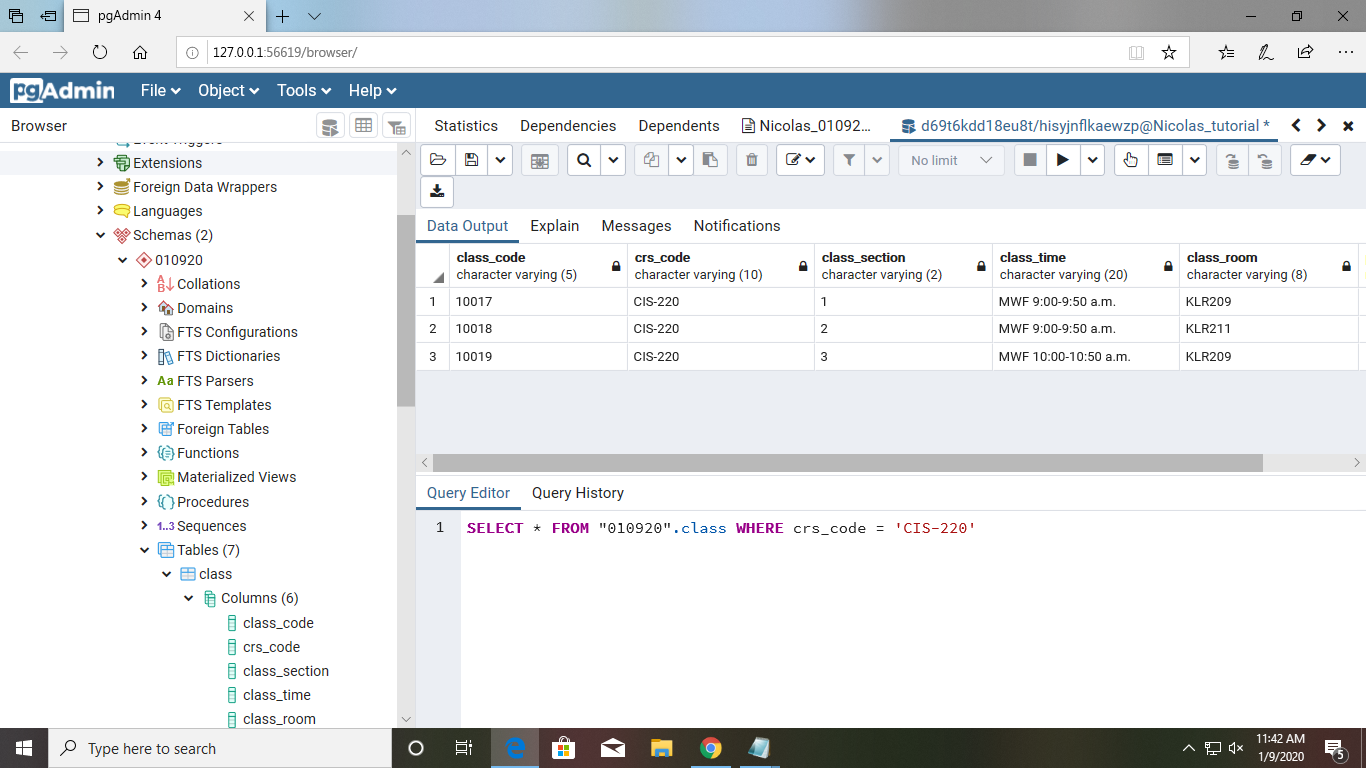 pgAdmin 4
127.0.0.1:56619/browser/
pgAdmin File Object Tools Help
Browser
Statistics Dependencies Dependents Nicolas_01092... d69t6kdd18eu8t/hisyjnflkaewzp@Nicolas_tutorial *
No limit
Extensions
Foreign Data Wrappers
Languages
Schemas (2)
010920
Collations
Domains
FTS Configurations
FTS Dictionaries
Aa FTS Parsers
FTS Templates
Foreign Tables
Functions
Materialized Views
Procedures
1..3 Sequences
Tables (7)
class
Columns (6)
class_code
crs_code
class_section
class_time
class_room
Data Output Explain Messages Notifications
class_code crs_code class_section class_time class_room
character varying (5) character varying (10) character varying (2) character varying (20) character varying (8)
1 10017 CIS-220 1 MWF 9:00-9:50 a.m. KLR209
2 10018 CIS-220 2 MWF 9:00-9:50 a.m. KLR211
3 10019 CIS-220 3 MWF 10:00-10:50 a.m. KLR209
Query Editor Query History
1 SELECT * FROM "010920".class WHERE crs_code = 'CIS-220'
Type here to search
11:42 AM
1/9/2020
5